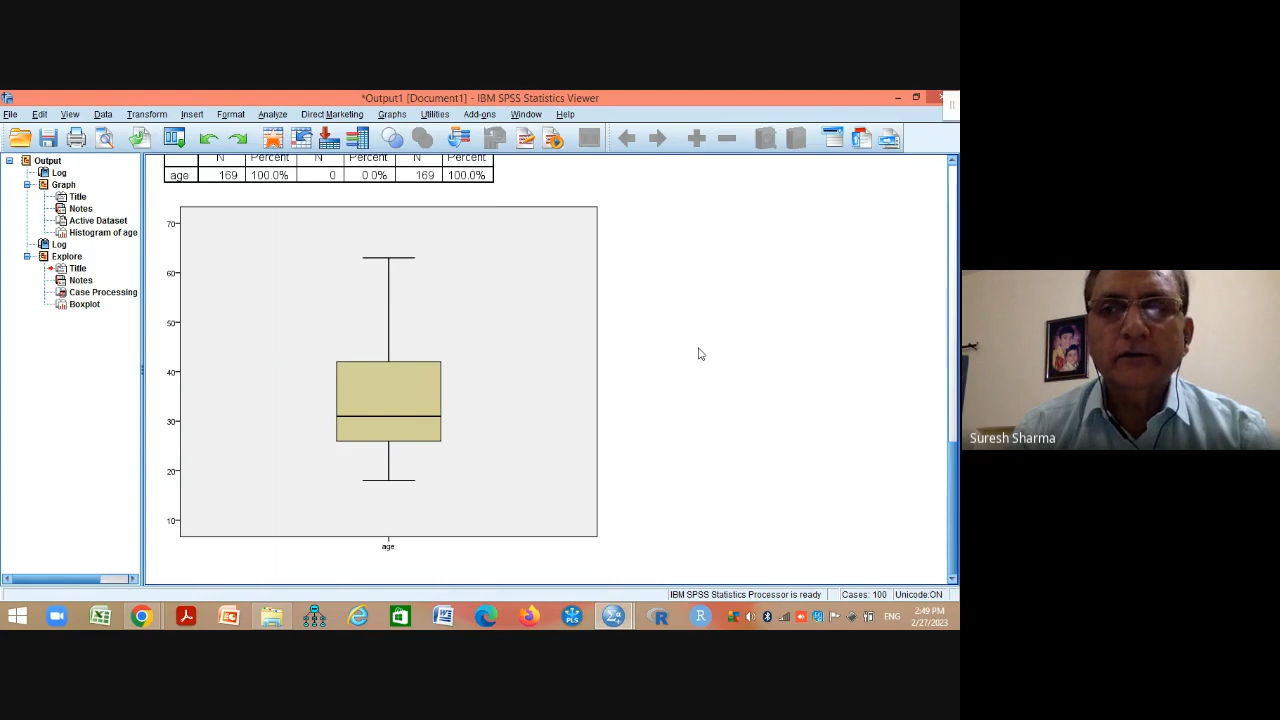 *Output1 [Document1] - IBM SPSS Statistics Viewer
File Edit View Data Transform Insert Format Analyze Direct Marketing Graphs Utilities Add-ons Window Help
Output
Log
Graph
Title
Notes
Active Dataset
Histogram of age
Log
Explore
Title
Notes
Case Processing
Boxplot
N Percent N Percent N Percent
age 169 100.0% 0 0.0% 169 100.0%
70
60
50
40
30
20
10
age
Suresh Sharma
IBM SPSS Statistics Processor is ready Cases: 100 Unicode:ON
PLS
R
R
ENG
2:49 PM
2/27/2023